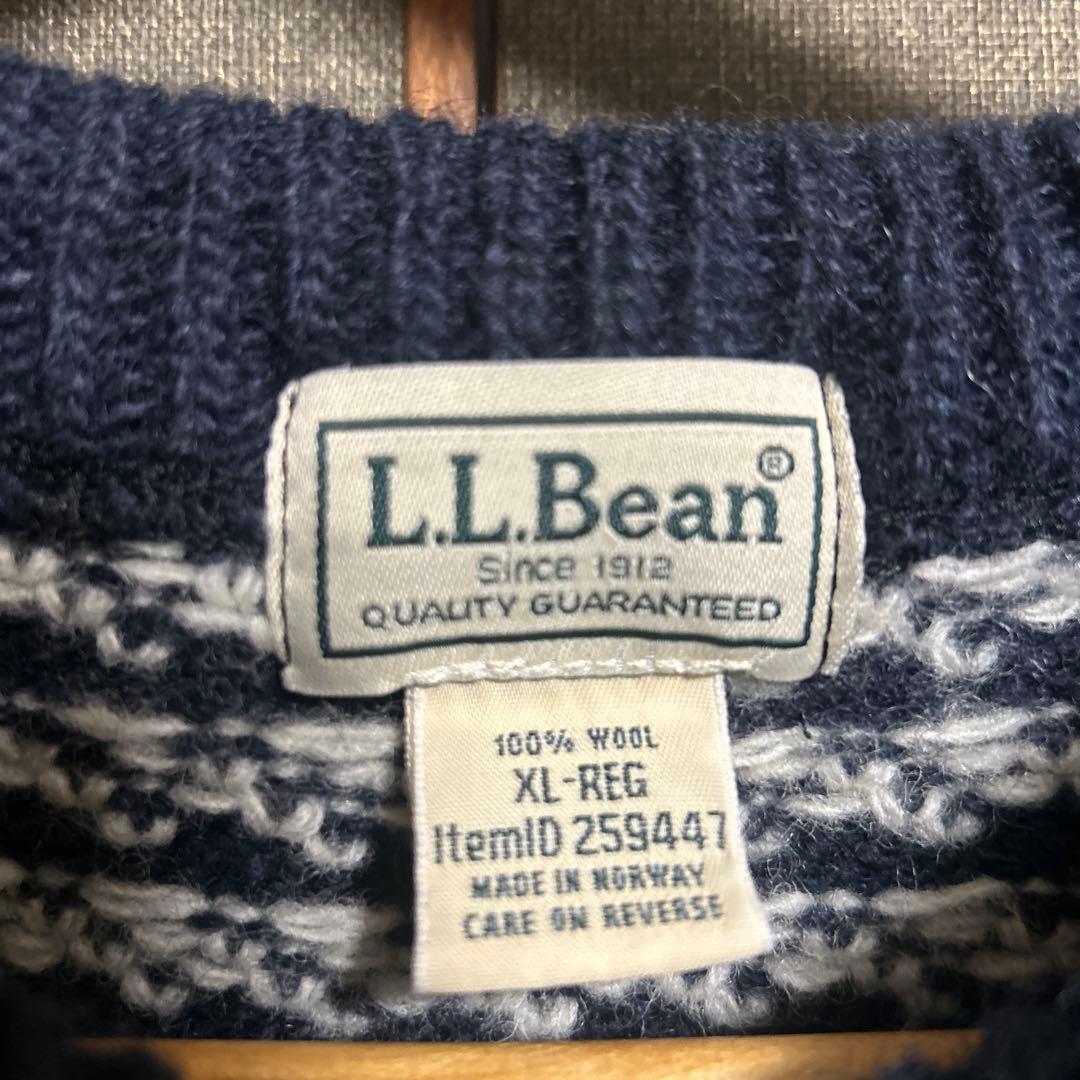 L.L.Bean®
Since 1912
QUALITY GUARANTEED
100% WOOL
XL-REG
ItemID 259447
MADE IN NORWAY
CARE ON REVERSE